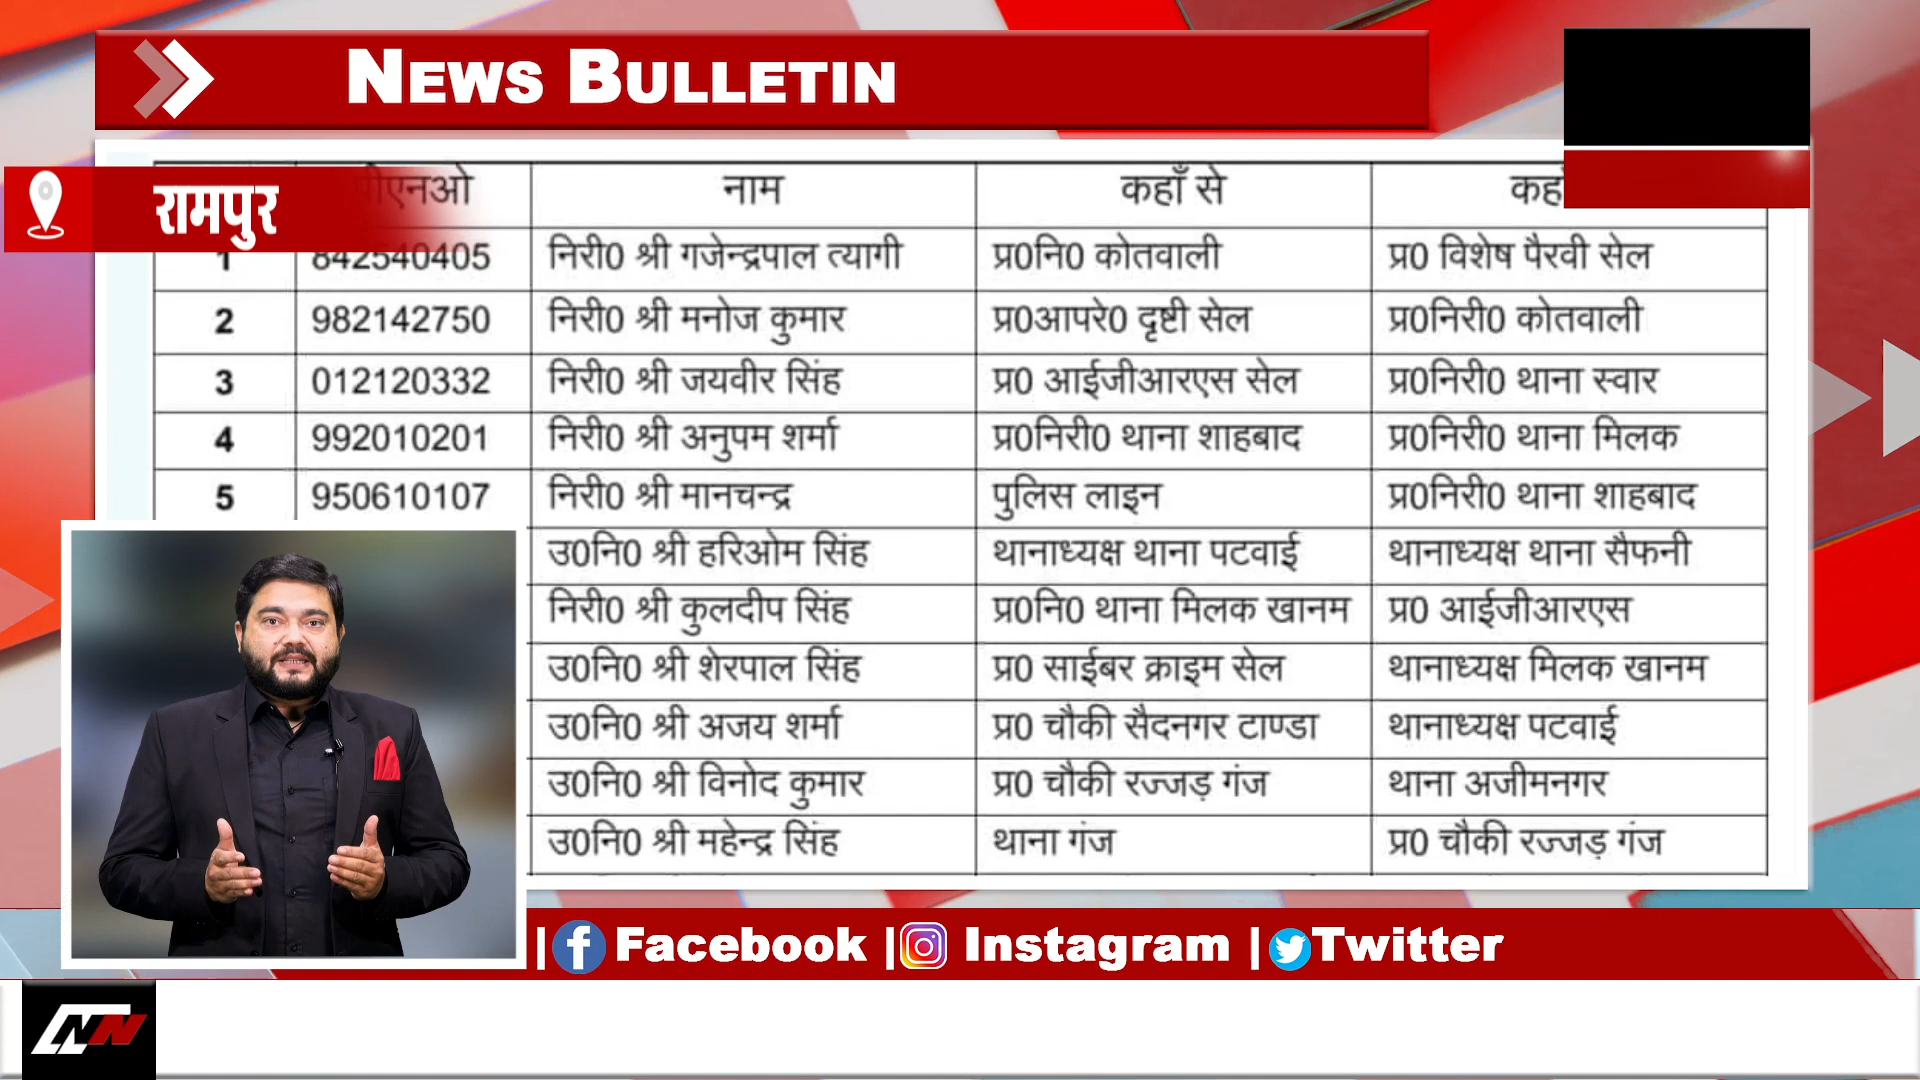 NEWS BULLETIN
रामपुर
पीएनओ नाम कहाँ से
1 842540405 निरी0 श्री गजेन्द्रपाल त्यागी प्र0नि0 कोतवाली प्र0 विशेष पैरवी सेल
2 982142750 निरी0 श्री मनोज कुमार प्र0आपरे0 दृष्टी सेल प्र0निरी0 कोतवाली
3 012120332 निरी0 श्री जयवीर सिंह प्र0 आईजीआरएस सेल प्र0निरी0 थाना स्वार
4 992010201 निरी0 श्री अनुपम शर्मा प्र0निरी0 थाना शाहबाद प्र0निरी0 थाना मिलक
5 950610107 निरी0 श्री मानचन्द्र पुलिस लाइन प्र0निरी0 थाना शाहबाद
उ0नि0 श्री हरिओम सिंह थानाध्यक्ष थाना पटवाई थानाध्यक्ष थाना सैफनी
निरी0 श्री कुलदीप सिंह प्र0नि0 थाना मिलक खानम प्र0 आईजीआरएस
उ0नि0 श्री शेरपाल सिंह प्र0 साईबर क्राइम सेल थानाध्यक्ष मिलक खानम
उ0नि0 श्री अजय शर्मा प्र0 चौकी सैदनगर टाण्डा थानाध्यक्ष पटवाई
उ0नि0 श्री विनोद कुमार प्र0 चौकी रज्जड़ गंज थाना अजीमनगर
उ0नि0 श्री महेन्द्र सिंह थाना गंज प्र0 चौकी रज्जड़ गंज
| Facebook | Instagram | Twitter
NN